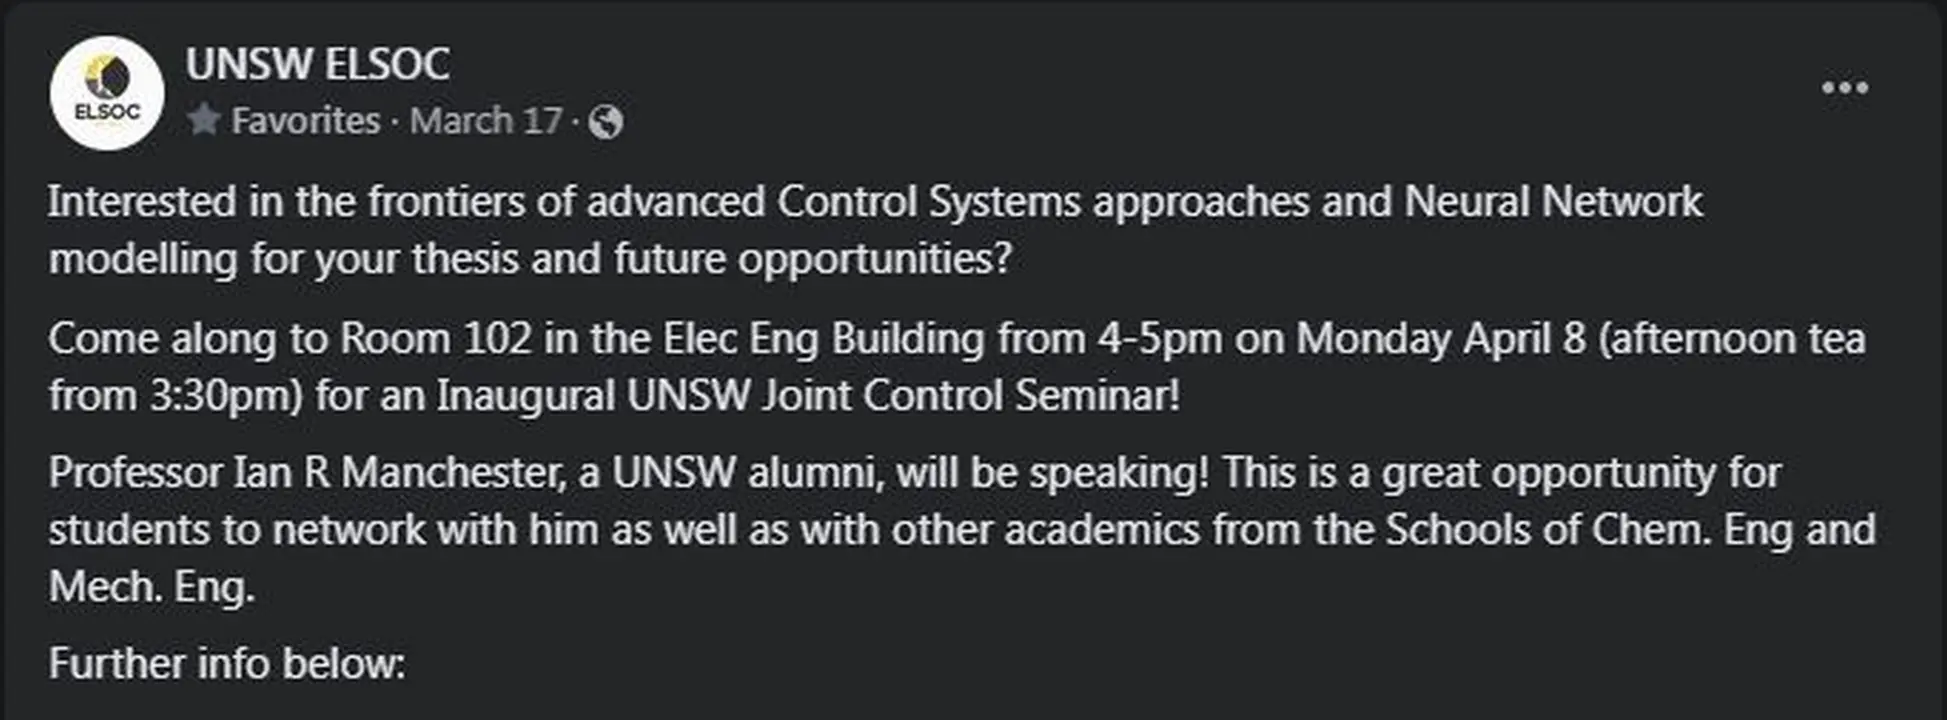 UNSW ELSOC
ELSOC
Favorites · March 17 ·
Interested in the frontiers of advanced Control Systems approaches and Neural Network
modelling for your thesis and future opportunities?
Come along to Room 102 in the Elec Eng Building from 4-5pm on Monday April 8 (afternoon tea
from 3:30pm) for an Inaugural UNSW Joint Control Seminar!
Professor Ian R Manchester, a UNSW alumni, will be speaking! This is a great opportunity for
students to network with him as well as with other academics from the Schools of Chem. Eng and
Mech. Eng.
Further info below: